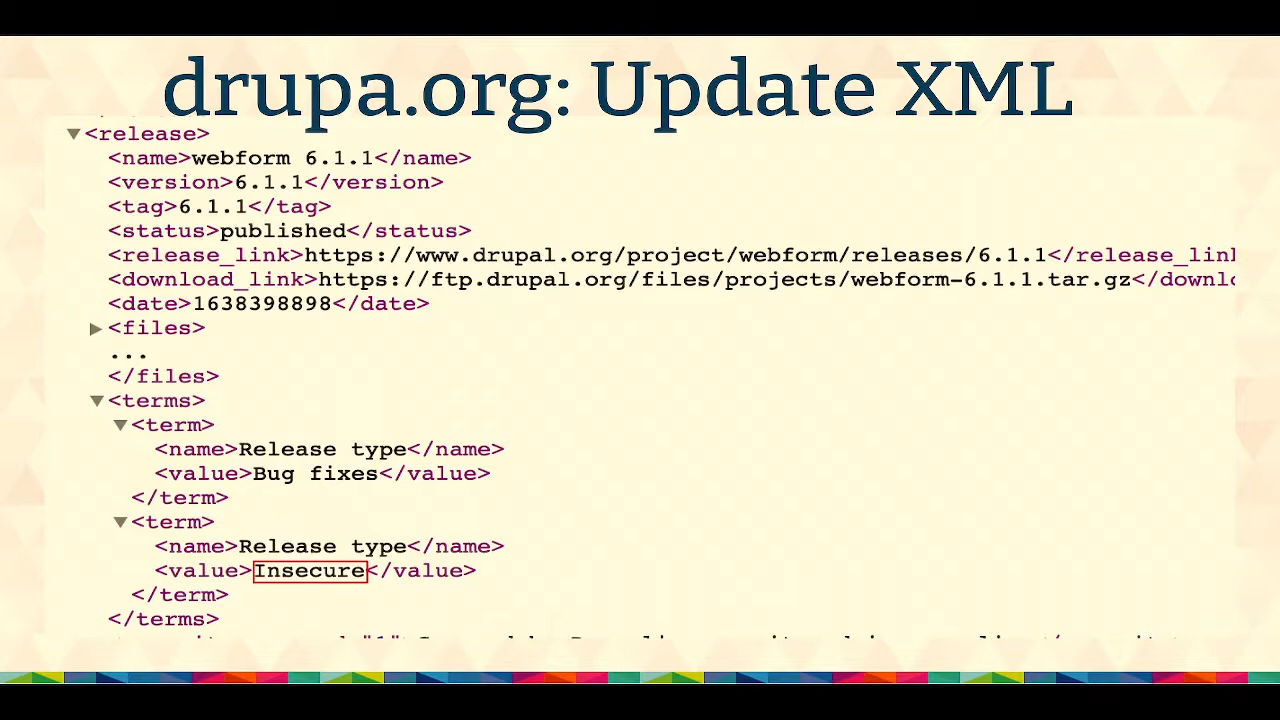 drupa.org: Update XML
▼<release>
<name>webform 6.1.1</name>
<version>6.1.1</version>
<tag>6.1.1</tag>
<status>published</status>
<release_link>https://www.drupal.org/project/webform/releases/6.1.1</release_link
<download_link>https://ftp.drupal.org/files/projects/webform-6.1.1.tar.gz</downlo
<date>1638398898</date>
▶<files>
...
</files>
▼<terms>
▼<term>
<name>Release type</name>
<value>Bug fixes</value>
</term>
▼<term>
<name>Release type</name>
<value>Insecure</value>
</term>
</terms>